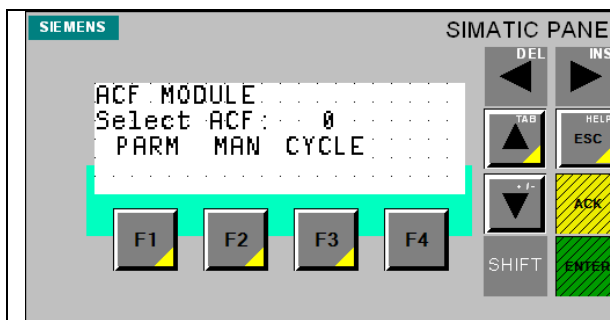 SIEMENS
SIMATIC PANE
DEL
INS
ACF MODULE
Select ACF: 0
PARM MAN CYCLE
TAB
HELP
ESC
+/-
ACK
F1 F2 F3 F4
SHIFT
ENTER